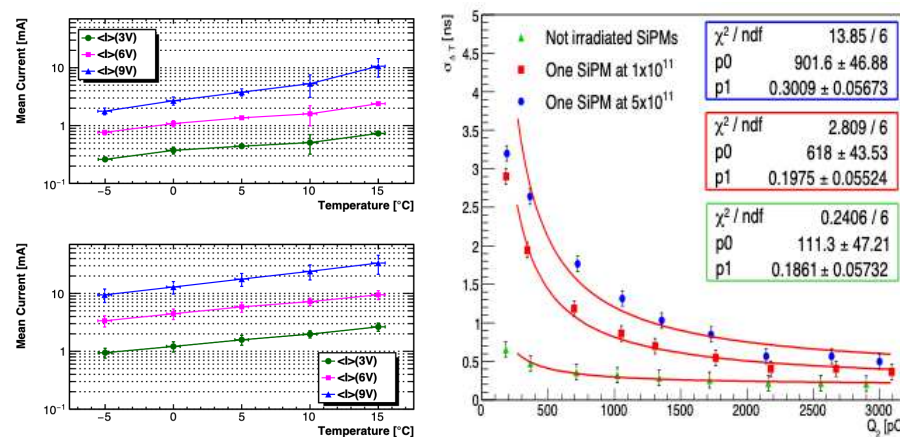 Mean Current [mA]
<I>(3V)
<I>(6V)
<I>(9V)
10
1
10⁻¹
−5 0 5 10 15
Temperature [°C]
Mean Current [mA]
10
1
10⁻¹
<I>(3V)
<I>(6V)
<I>(9V)
−5 0 5 10 15
Temperature [°C]
σΔT [ns]
5
4.5
4
3.5
3
2.5
2
1.5
1
0.5
0
Not irradiated SiPMs
One SiPM at 1x10¹¹
One SiPM at 5x10¹¹
χ² / ndf 13.85 / 6
p0 901.6 ± 46.88
p1 0.3009 ± 0.05673
χ² / ndf 2.809 / 6
p0 618 ± 43.53
p1 0.1975 ± 0.05524
χ² / ndf 0.2406 / 6
p0 111.3 ± 47.21
p1 0.1861 ± 0.05732
0 500 1000 1500 2000 2500 3000
Q₂ [pC]